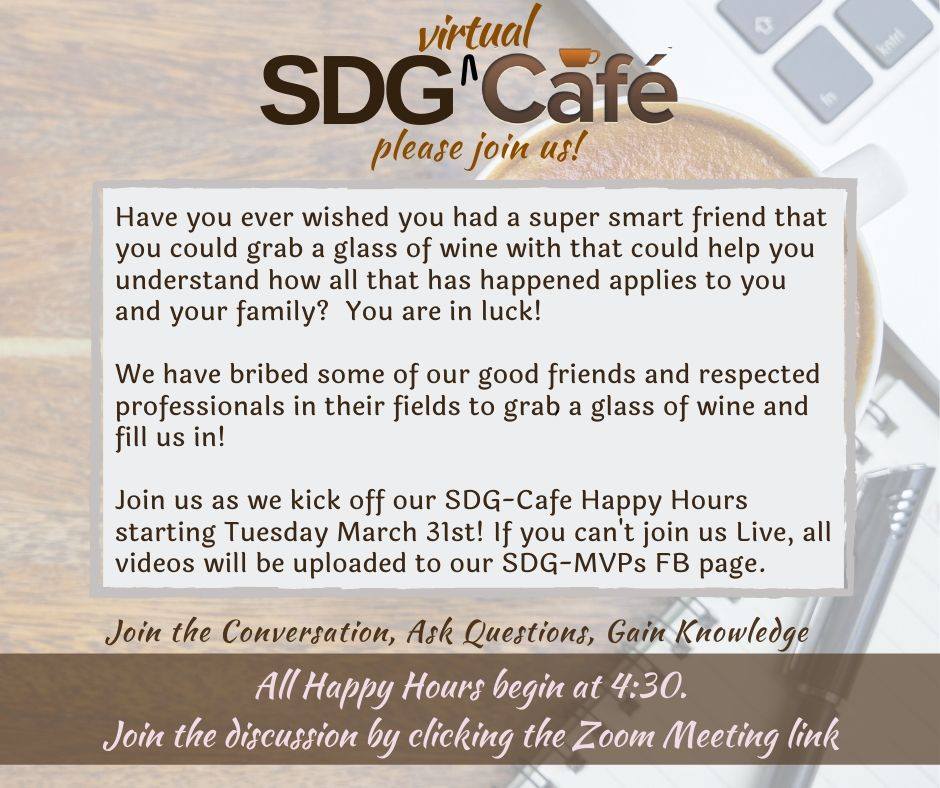 virtual
SDG^Café
please join us!
Have you ever wished you had a super smart friend that
you could grab a glass of wine with that could help you
understand how all that has happened applies to you
and your family? You are in luck!
We have bribed some of our good friends and respected
professionals in their fields to grab a glass of wine and
fill us in!
Join us as we kick off our SDG-Cafe Happy Hours
starting Tuesday March 31st! If you can't join us Live, all
videos will be uploaded to our SDG-MVPs FB page.
Join the Conversation, Ask Questions, Gain Knowledge
All Happy Hours begin at 4:30.
Join the discussion by clicking the Zoom Meeting link
fn
kntrl